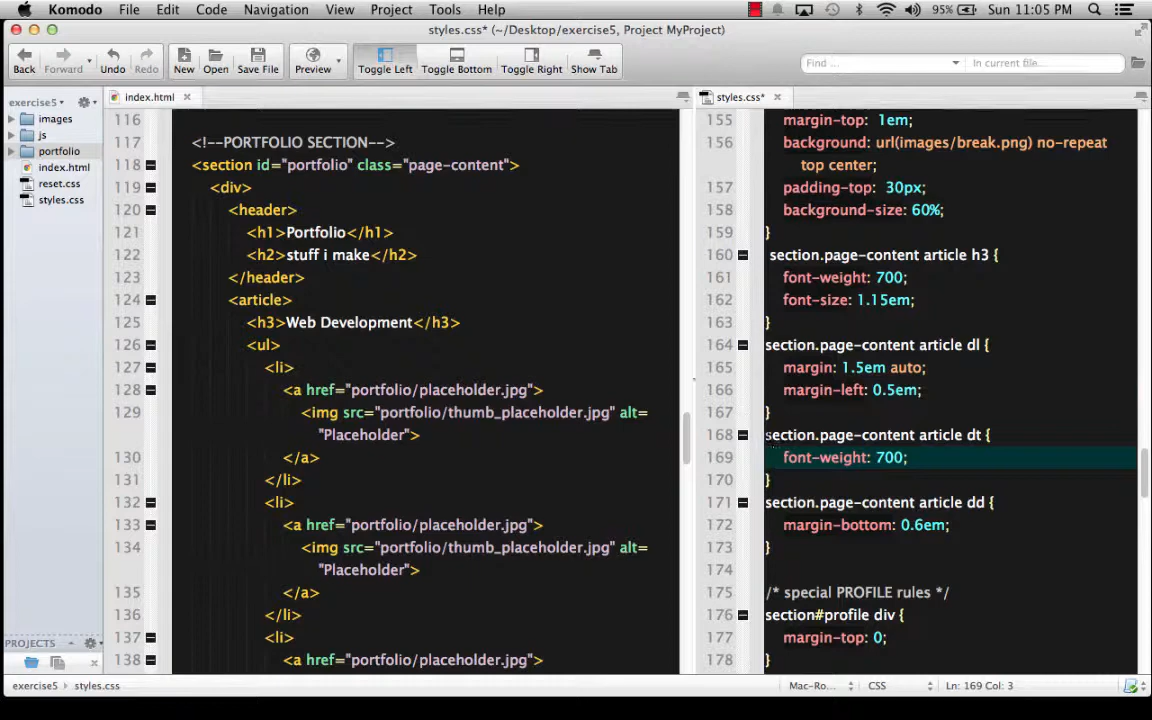 Komodo File Edit Code Navigation View Project Tools Help 95% Sun 11:05 PM
styles.css* (~/Desktop/exercise5, Project MyProject)
Back Forward Undo Redo New Open Save File Preview Toggle Left Toggle Bottom Toggle Right Show Tab Find ... In current file...
exercise5
images
js
portfolio
index.html
reset.css
styles.css
PROJECTS
index.html
116
117 <!--PORTFOLIO SECTION-->
118 <section id="portfolio" class="page-content">
119 <div>
120 <header>
121 <h1>Portfolio</h1>
122 <h2>stuff i make</h2>
123 </header>
124 <article>
125 <h3>Web Development</h3>
126 <ul>
127 <li>
128 <a href="portfolio/placeholder.jpg">
129 <img src="portfolio/thumb_placeholder.jpg" alt=
"Placeholder">
130 </a>
131 </li>
132 <li>
133 <a href="portfolio/placeholder.jpg">
134 <img src="portfolio/thumb_placeholder.jpg" alt=
"Placeholder">
135 </a>
136 </li>
137 <li>
138 <a href="portfolio/placeholder.jpg">
styles.css*
155 margin-top: 1em;
156 background: url(images/break.png) no-repeat
top center;
157 padding-top: 30px;
158 background-size: 60%;
159 }
160 section.page-content article h3 {
161 font-weight: 700;
162 font-size: 1.15em;
163 }
164 section.page-content article dl {
165 margin: 1.5em auto;
166 margin-left: 0.5em;
167 }
168 section.page-content article dt {
169 font-weight: 700;
170 }
171 section.page-content article dd {
172 margin-bottom: 0.6em;
173 }
174
175 /* special PROFILE rules */
176 section#profile div {
177 margin-top: 0;
178 }
exercise5 styles.css Mac-Ro... CSS Ln: 169 Col: 3